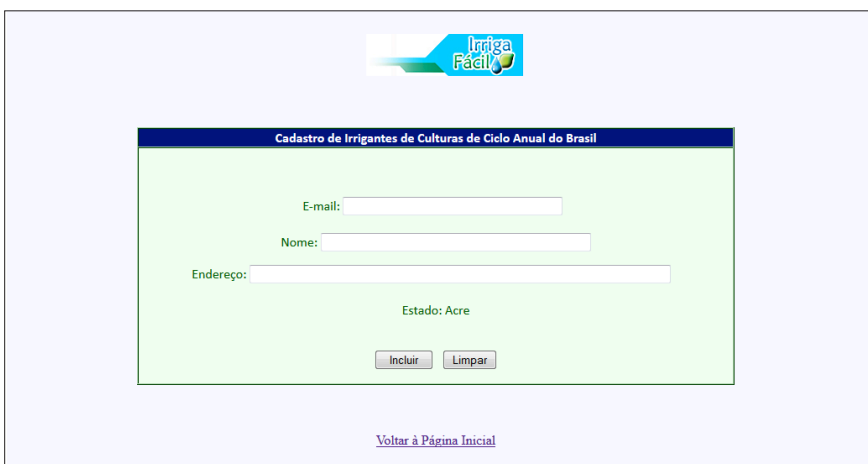 Irriga
Fácil
Cadastro de Irrigantes de Culturas de Ciclo Anual do Brasil
E-mail:
Nome:
Endereço:
Estado: Acre
Incluir Limpar
Voltar à Página Inicial